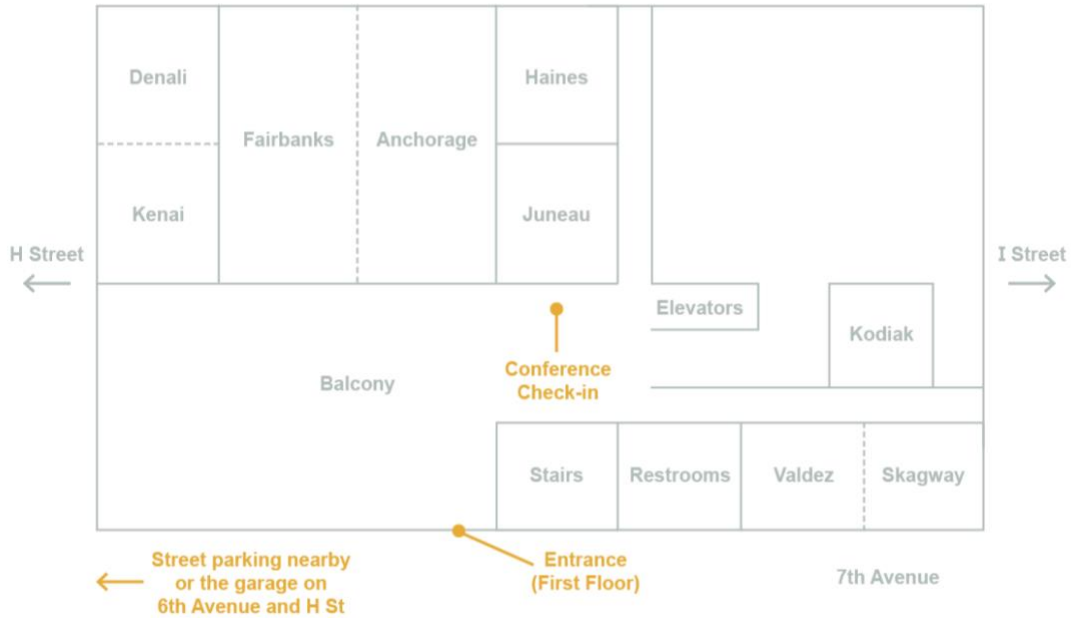 Denali
Fairbanks
Anchorage
Haines
Kenai
Juneau
H Street
I Street
Elevators
Kodiak
Balcony
Conference
Check-in
Stairs
Restrooms
Valdez
Skagway
Street parking nearby
or the garage on
6th Avenue and H St
Entrance
(First Floor)
7th Avenue